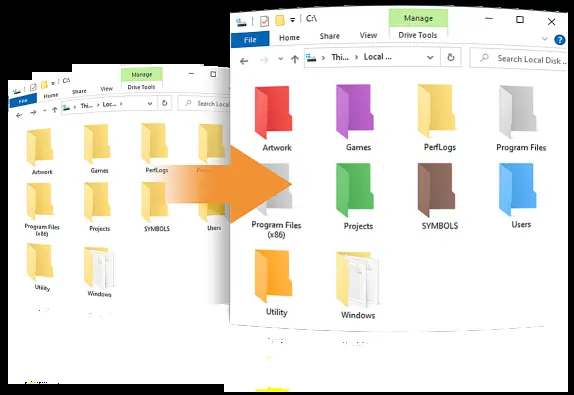 C:\
Manage
File
Home
Share
View
Drive Tools
Thi...
Loc...
Search Local
Artwork
Games
PerfLogs
Program Files
(x86)
Projects
SYMBOLS
Users
Utility
Windows
C:\
Manage
File
Home
Share
View
Drive Tools
Thi...
Local ...
Search Local Disk ...
Artwork
Games
PerfLogs
Program Files
Program Files
(x86)
Projects
SYMBOLS
Users
Utility
Windows